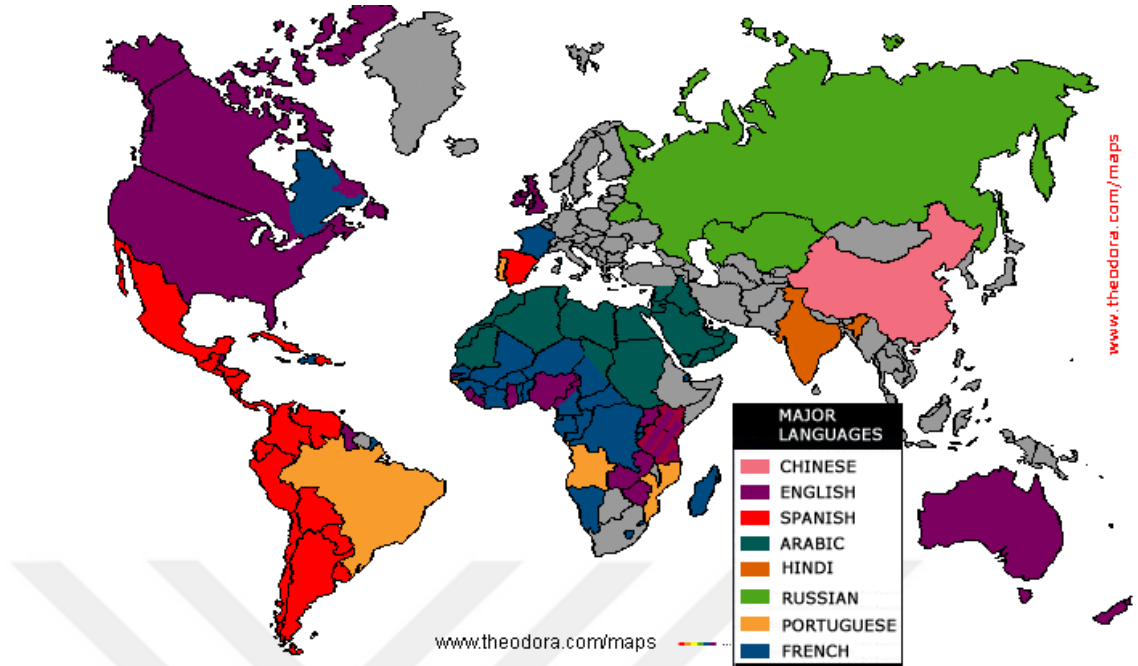 www.theodora.com/maps
MAJOR
LANGUAGES
CHINESE
ENGLISH
SPANISH
ARABIC
HINDI
RUSSIAN
PORTUGUESE
FRENCH
www.theodora.com/maps